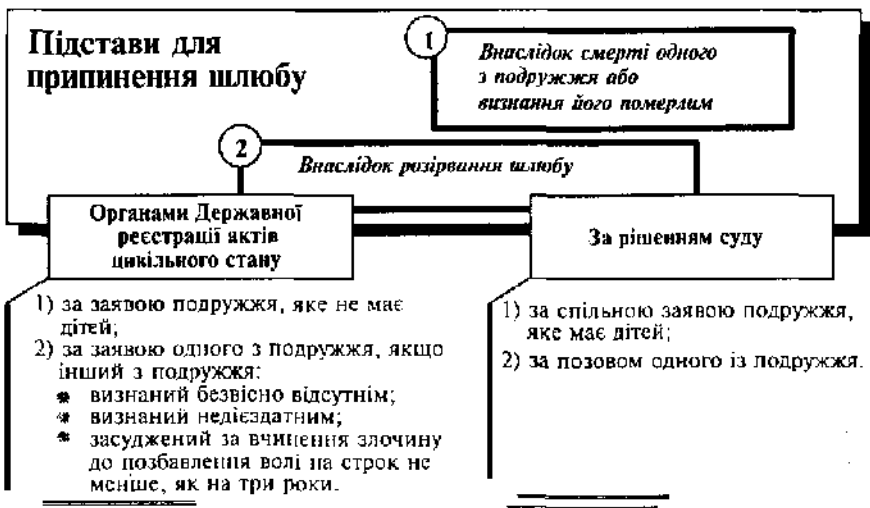 Підстави для
припинення шлюбу
1
Внаслідок смерті одного
з подружжя або
визнання його померлим
2
Внаслідок розірвання шлюбу
Органами Державної
реєстрації актів
цивільного стану
1) за заявою подружжя, яке не має
дітей;
2) за заявою одного з подружжя, якщо
інший з подружжя:
* визнаний безвісно відсутнім;
* визнаний недієздатним;
* засуджений за вчинення злочину
до позбавлення волі на строк не
менше, як на три роки.
За рішенням суду
1) за спільною заявою подружжя,
яке має дітей;
2) за позовом одного із подружжя.